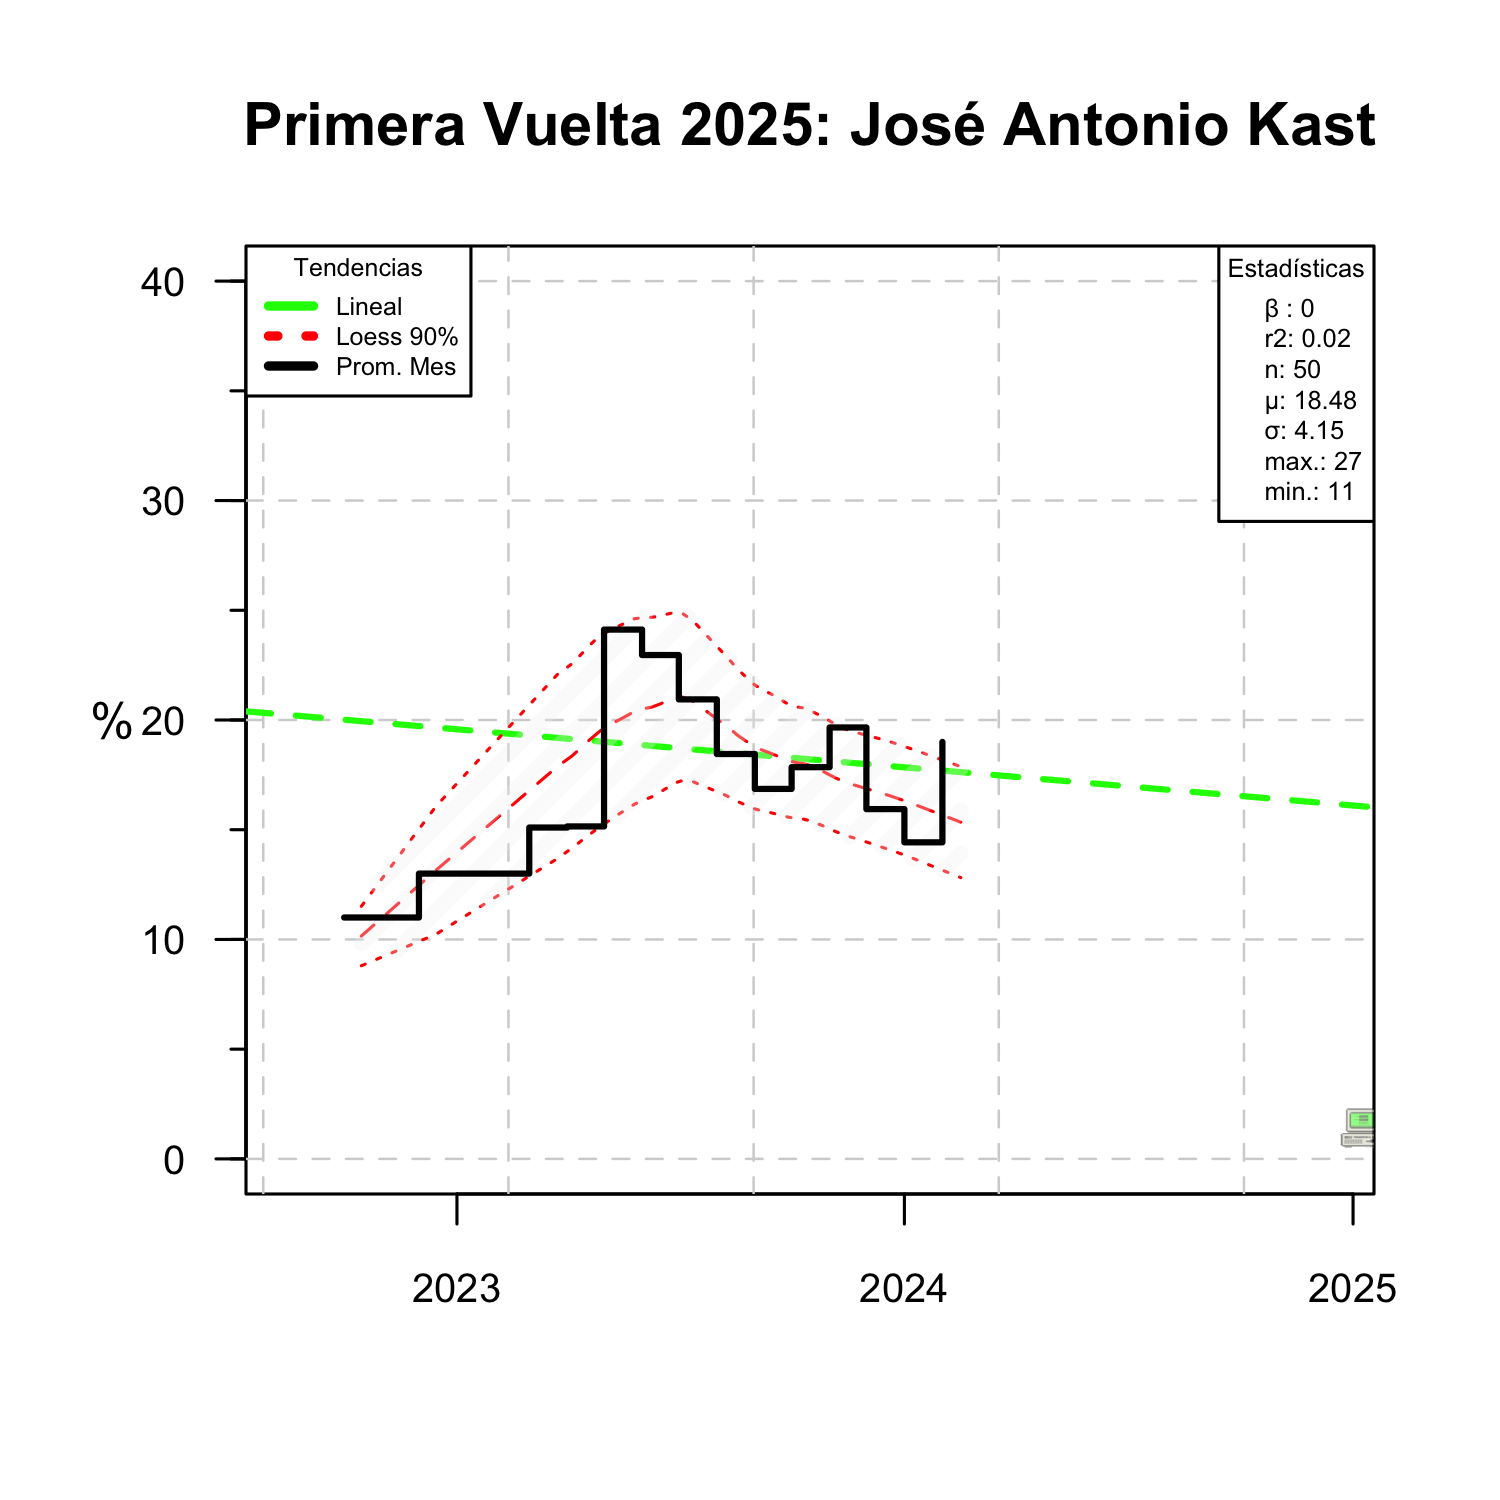 Primera Vuelta 2025: José Antonio Kast
Tendencias
Lineal
Loess 90%
Prom. Mes
Estadísticas
β : 0
r2: 0.02
n: 50
μ: 18.48
σ: 4.15
max.: 27
min.: 11
%
40
30
20
10
0
2023
2024
2025